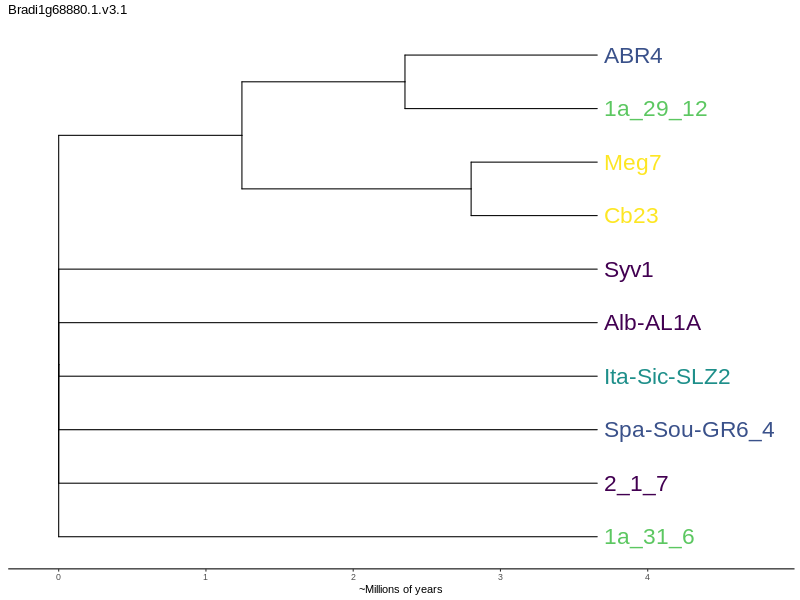 Bradi1g68880.1.v3.1
ABR4
1a_29_12
Meg7
Cb23
Syv1
Alb-AL1A
Ita-Sic-SLZ2
Spa-Sou-GR6_4
2_1_7
1a_31_6
0 1 2 3 4
~Millions of years